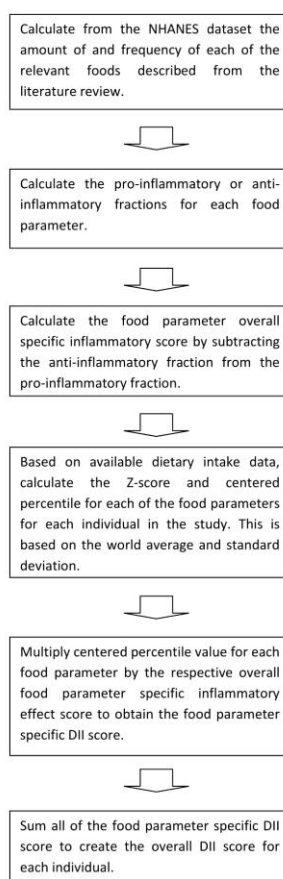 Calculate from the NHANES dataset the
amount of and frequency of each of the
relevant foods described from the
literature review.
Calculate the pro-inflammatory or anti-
inflammatory fractions for each food
parameter.
Calculate the food parameter overall
specific inflammatory score by subtracting
the anti-inflammatory fraction from the
pro-inflammatory fraction.
Based on available dietary intake data,
calculate the Z-score and centered
percentile for each of the food parameters
for each individual in the study. This is
based on the world average and standard
deviation.
Multiply centered percentile value for each
food parameter by the respective overall
food parameter specific inflammatory
effect score to obtain the food parameter
specific DII score.
Sum all of the food parameter specific DII
score to create the overall DII score for
each individual.